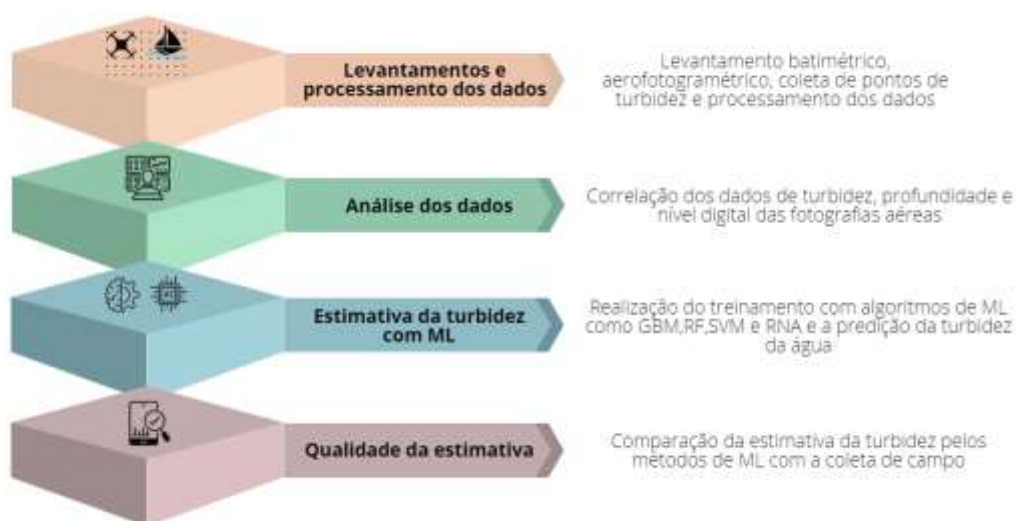 Levantamentos e
processamento dos dados
Levantamento batimétrico,
aerofotogramétrico, coleta de pontos de
turbidez e processamento dos dados
Análise dos dados
Correlação dos dados de turbidez, profundidade e
nível digital das fotografias aéreas
Estimativa da turbidez
com ML
Realização do treinamento com algoritmos de ML
como GBM,RF,SVM e RNA e a predição da turbidez
da água
Qualidade da estimativa
Comparação da estimativa da turbidez pelos
métodos de ML com a coleta de campo